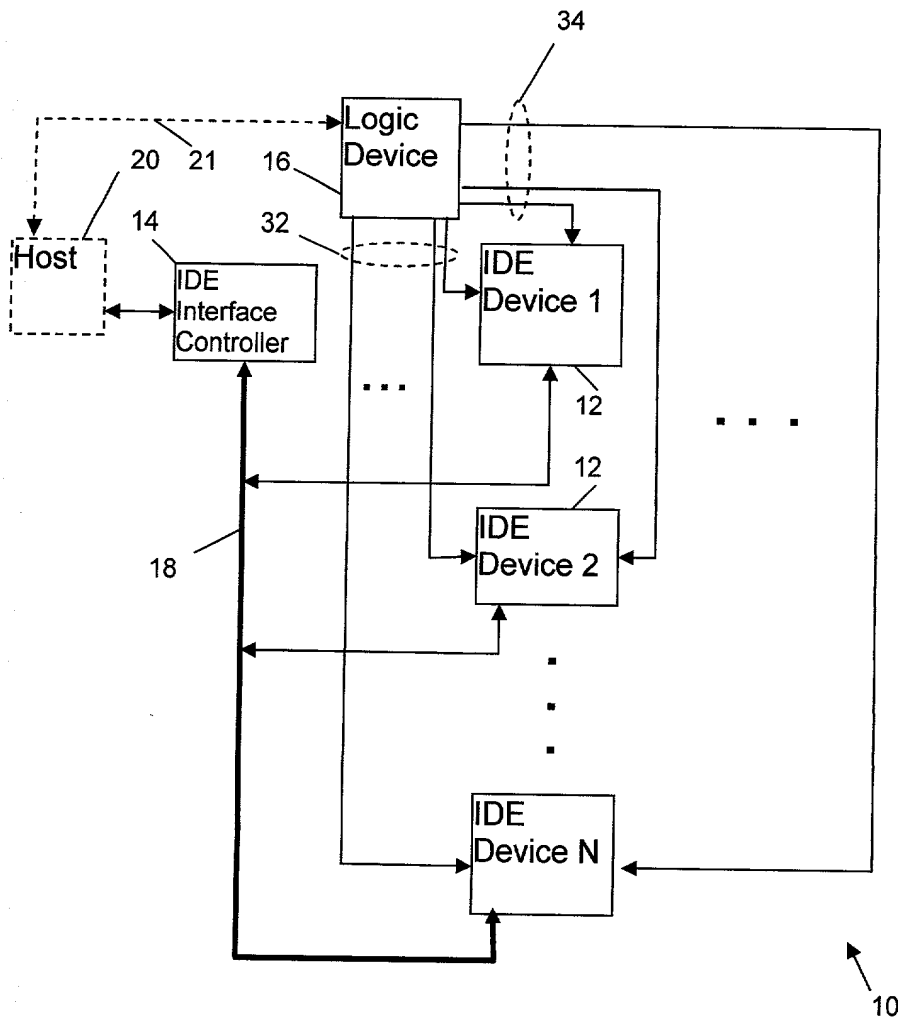 34
Logic
Device
20
21
16
32
14
Host
IDE
Interface
Controller
IDE
Device 1
12
12
IDE
Device 2
18
IDE
Device N
10